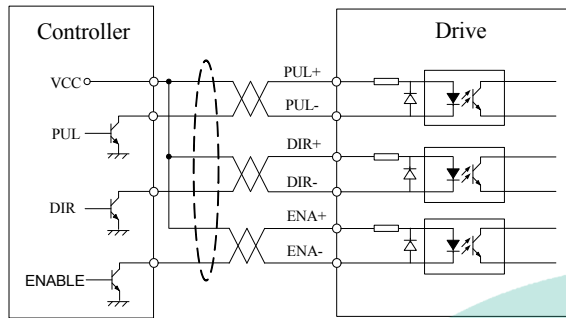 Controller
Drive
VCC
PUL+
PUL-
PUL
DIR+
DIR-
DIR
ENA+
ENA-
ENABLE